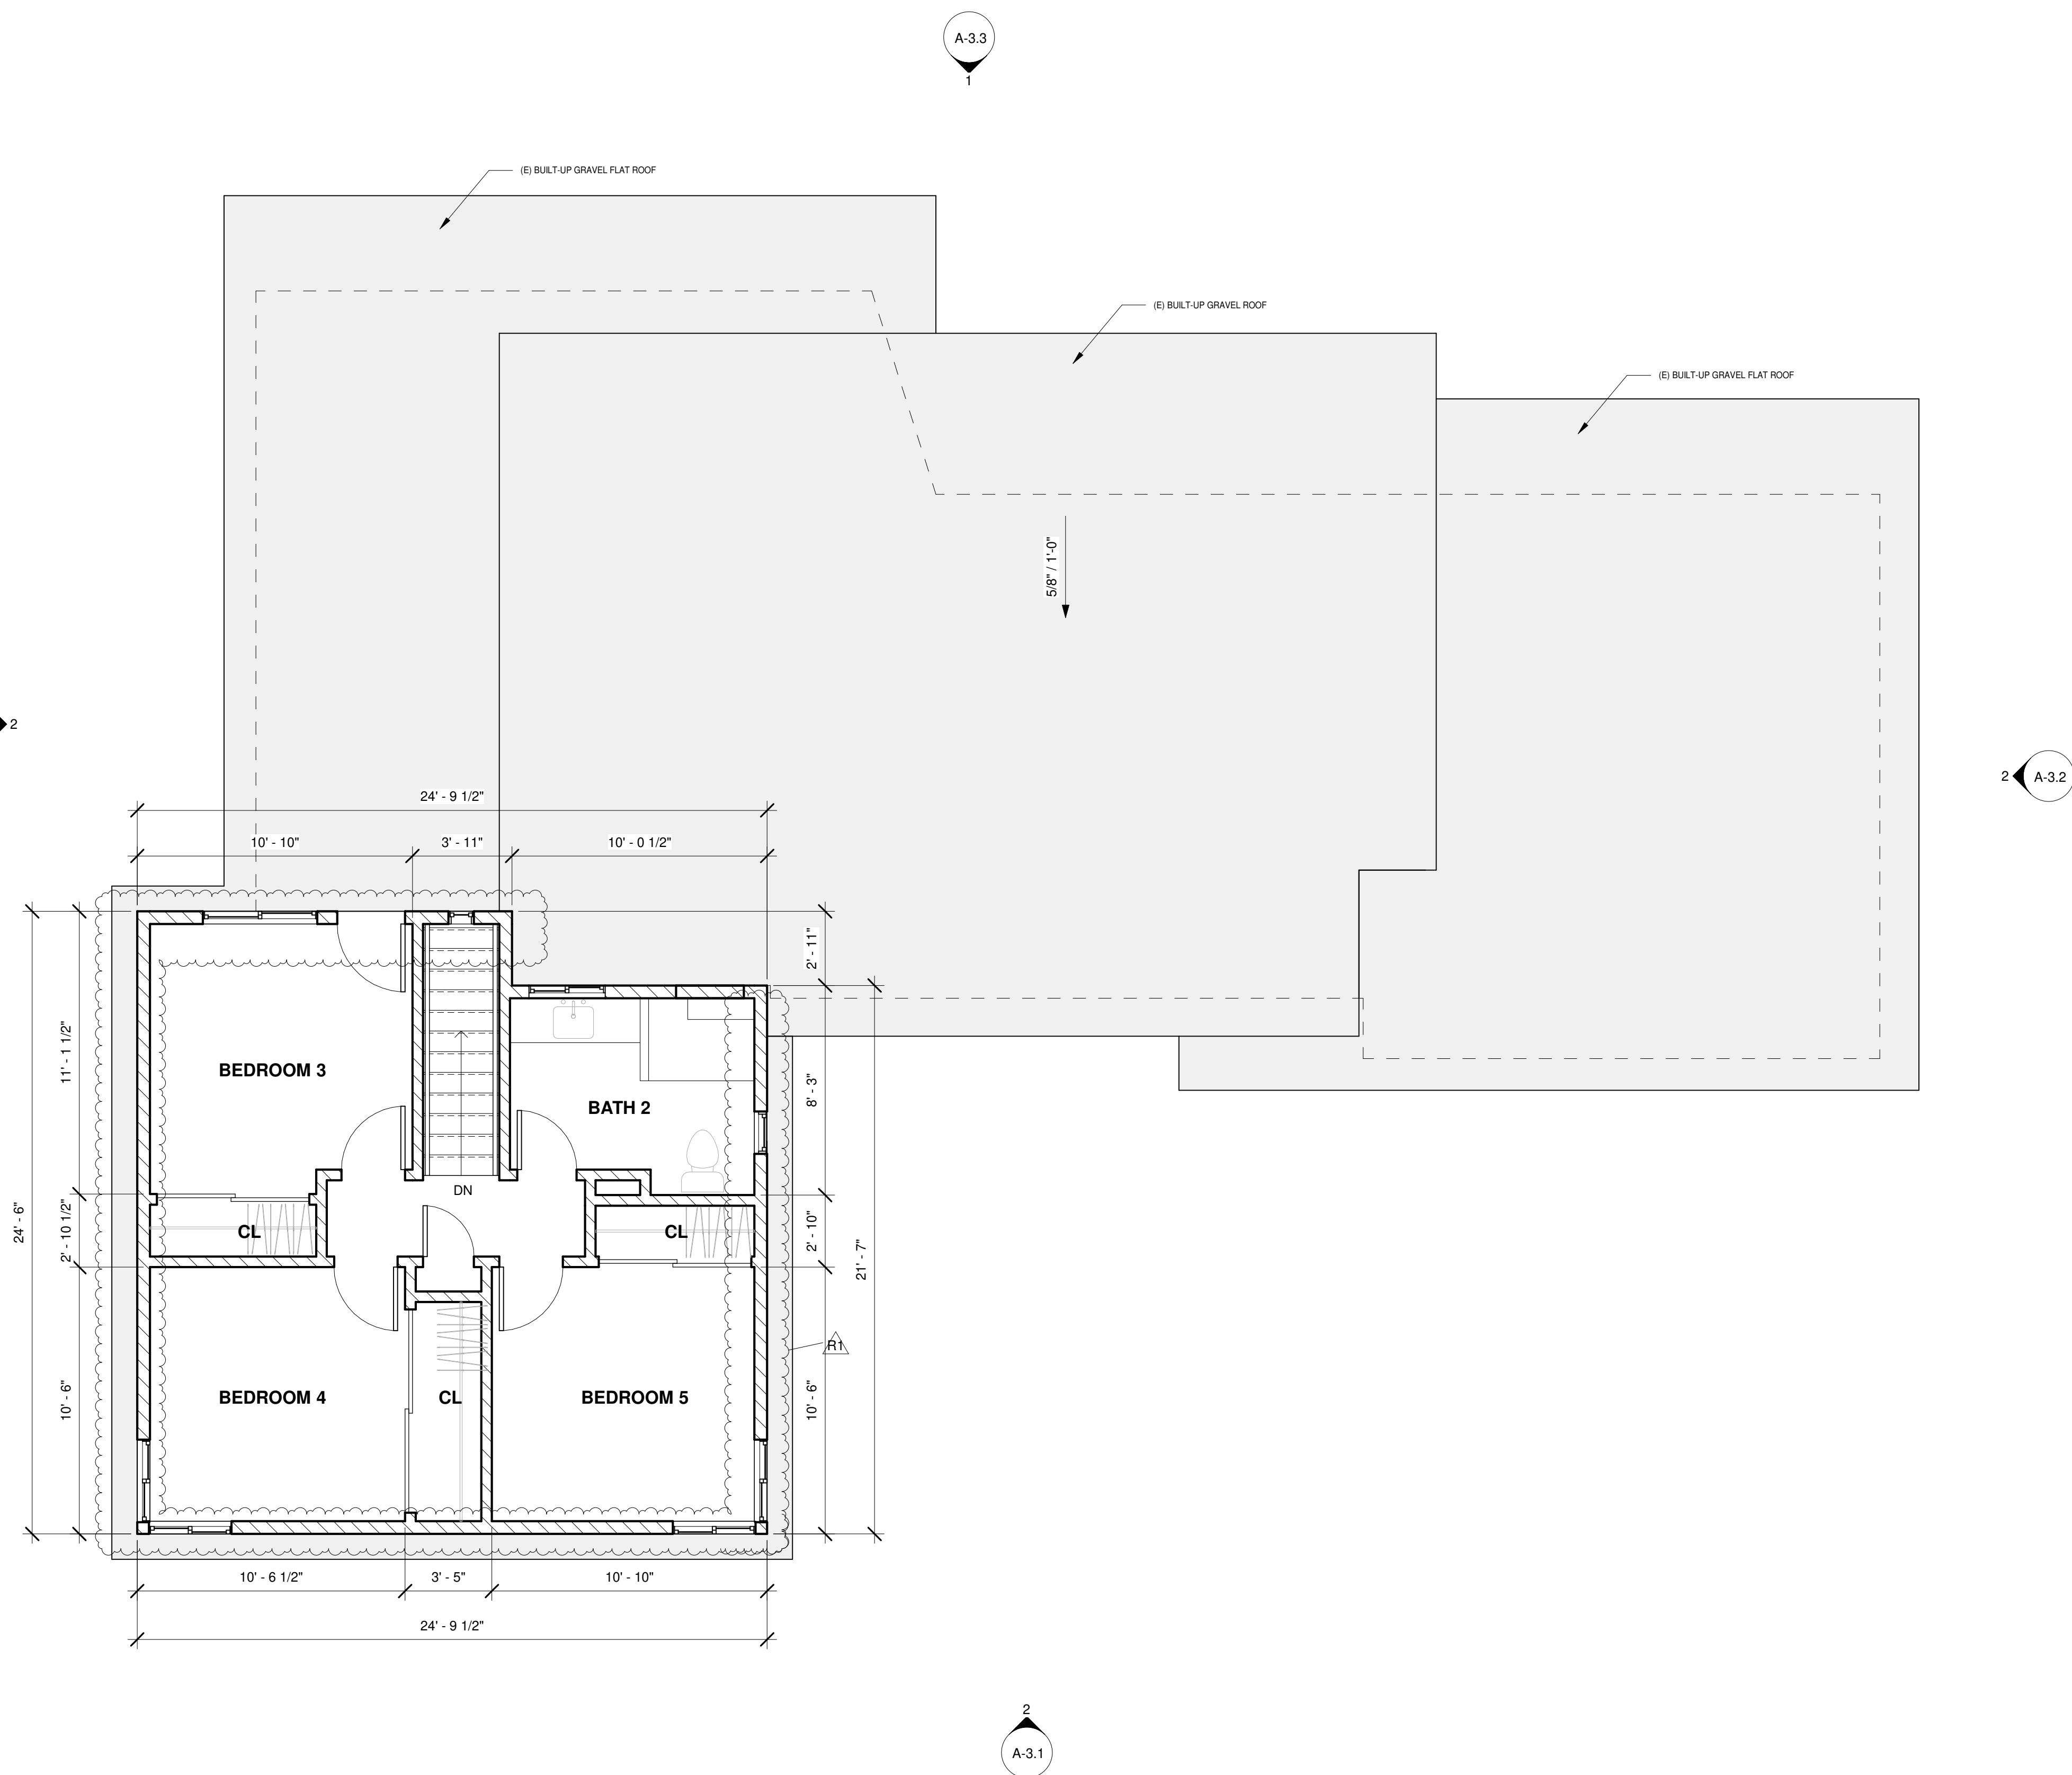 A-3.3
1
(E) BUILT-UP GRAVEL FLAT ROOF
(E) BUILT-UP GRAVEL ROOF
(E) BUILT-UP GRAVEL FLAT ROOF
5/8" / 1'-0"
2
2
A-3.2
24' - 9 1/2"
10' - 10"
3' - 11"
10' - 0 1/2"
2' - 11"
11' - 1 1/2"
BEDROOM 3
BATH 2
8' - 3"
DN
24' - 6"
2' - 10 1/2"
CL
CL
2' - 10"
21' - 7"
R1
10' - 6"
BEDROOM 4
CL
BEDROOM 5
10' - 6"
10' - 6 1/2"
3' - 5"
10' - 10"
24' - 9 1/2"
2
A-3.1